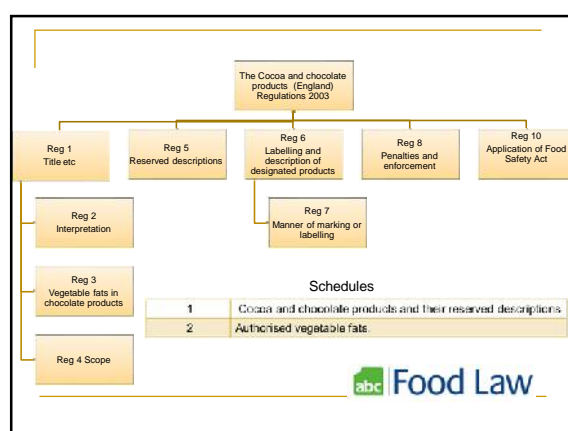 The Cocoa and chocolate
products (England)
Regulations 2003
Reg 1
Title etc
Reg 5
Reserved descriptions
Reg 6
Labelling and
description of
designated products
Reg 8
Penalties and
enforcement
Reg 10
Application of Food
Safety Act
Reg 2
Interpretation
Reg 7
Manner of marking or
labelling
Reg 3
Vegetable fats in
chocolate products
Reg 4 Scope
Schedules
1 Cocoa and chocolate products and their reserved descriptions
2 Authorised vegetable fats.
abc Food Law